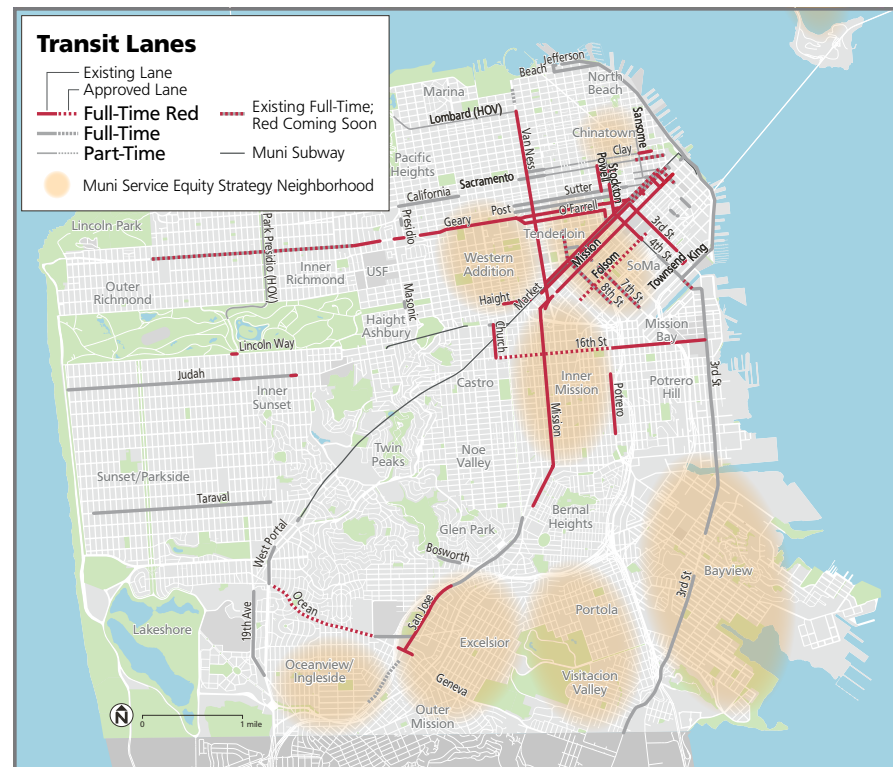 Transit Lanes
Existing Lane
Approved Lane
Full-Time Red
Full-Time
Part-Time
Existing Full-Time;
Red Coming Soon
Muni Subway
Muni Service Equity Strategy Neighborhood
Jefferson
Beach
North
Beach
Marina
Lombard (HOV)
Van Ness
Sansome
Chinatown
Clay
Pacific
Heights
Sacramento
California
Powell
Stockton
Sutter
Post
O'Farrell
Geary
Presidio
Tenderloin
3rd St
4th St
Lincoln Park
Park Presidio (HOV)
Mission
Folsom
SoMa
Townsend
King
Outer
Richmond
Inner
Richmond
USF
Western
Addition
7th St
8th St
Masonic
Haight
Market
Haight
Ashbury
Church
Mission
Bay
Lincoln Way
16th St
Judah
Inner
Sunset
Castro
Inner
Mission
Potrero
Potrero
Hill
3rd St
Mission
Twin
Peaks
Noe
Valley
Sunset/Parkside
Taraval
Bernal
Heights
Glen Park
West Portal
Bosworth
Bayview
3rd St
Ocean
San Jose
Portola
Lakeshore
19th Ave
Excelsior
Oceanview/
Ingleside
Geneva
Visitacion
Valley
Outer
Mission
N
0
1 mile